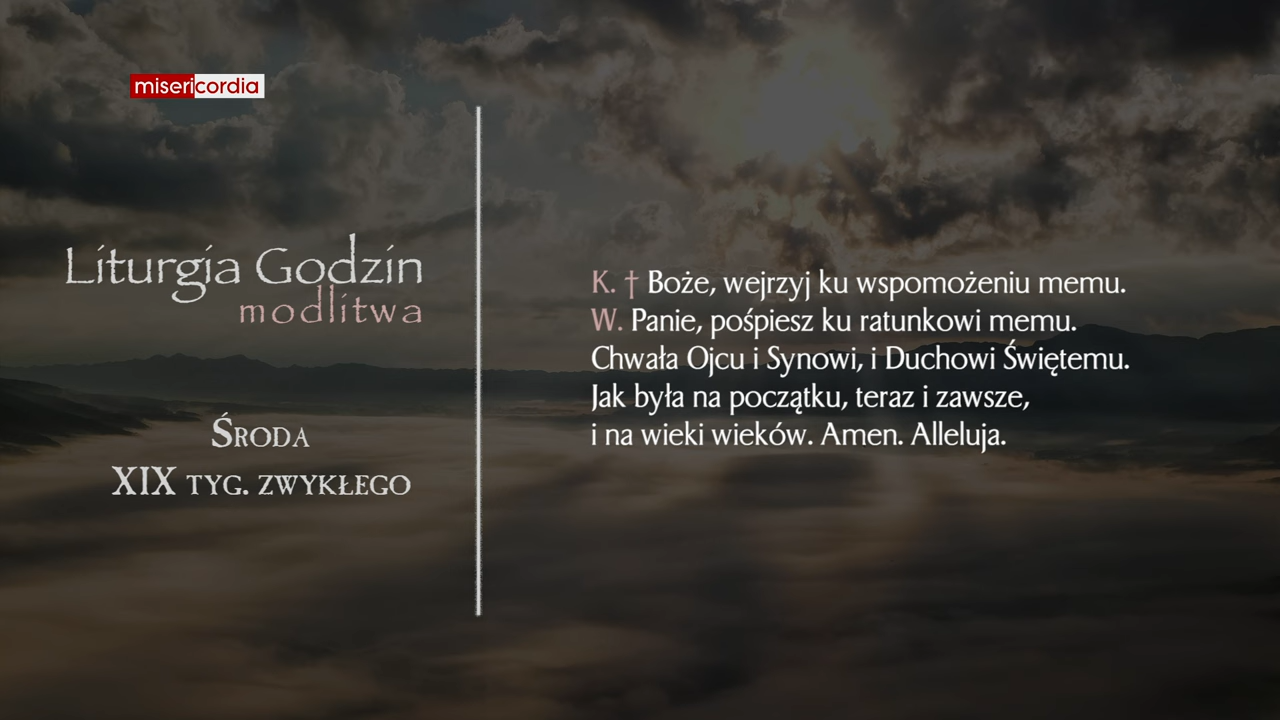 misericordia
Liturgia Godzin
modlitwa
Środa
XIX tyg. zwykłego
K. † Boże, wejrzyj ku wspomożeniu memu.
W. Panie, pośpiesz ku ratunkowi memu.
Chwała Ojcu i Synowi, i Duchowi Świętemu.
Jak była na początku, teraz i zawsze,
i na wieki wieków. Amen. Alleluja.